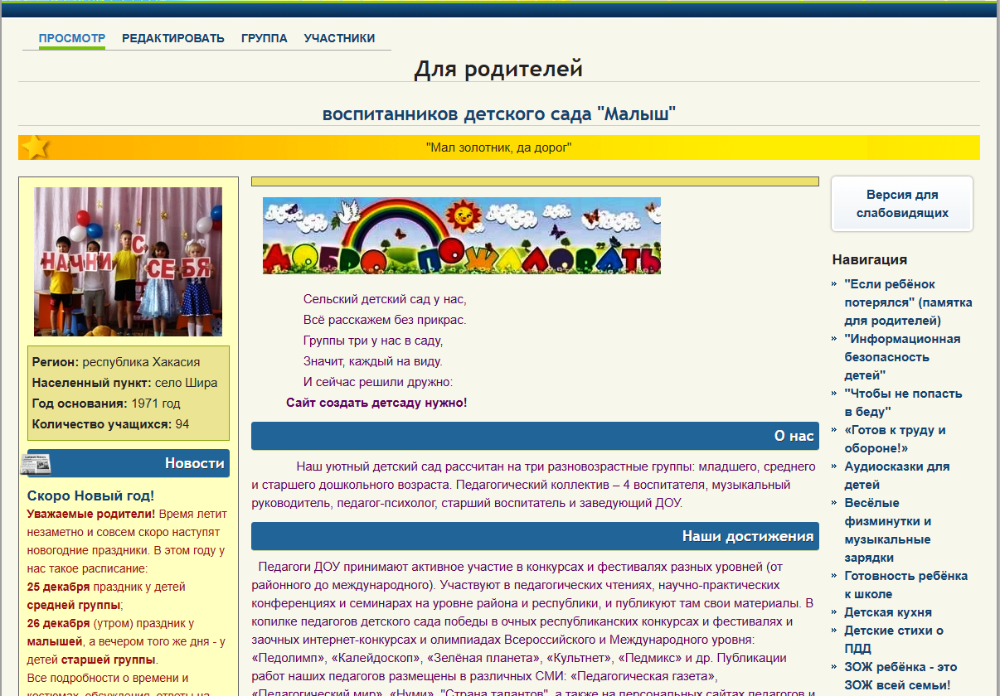 ПРОСМОТР РЕДАКТИРОВАТЬ ГРУППА УЧАСТНИКИ
Для родителей
воспитанников детского сада "Малыш"
"Мал золотник, да дорог"
НАЧНИ С СЕБЯ
Регион: республика Хакасия
Населенный пункт: село Шира
Год основания: 1971 год
Количество учащихся: 94
Новости
Скоро Новый год!
Уважаемые родители! Время летит
незаметно и совсем скоро наступят
новогодние праздники. В этом году у
нас такое расписание:
25 декабря праздник у детей
средней группы;
26 декабря (утром) праздник у
малышей, а вечером того же дня - у
детей старшей группы.
Все подробности о времени и
костюмах, обсуждения, ответы на
ДОБРО ПОЖАЛОВАТЬ
Сельский детский сад у нас,
Всё расскажем без прикрас.
Группы три у нас в саду,
Значит, каждый на виду.
И сейчас решили дружно:
Сайт создать детсаду нужно!
О нас
Наш уютный детский сад рассчитан на три разновозрастные группы: младшего, среднего
и старшего дошкольного возраста. Педагогический коллектив – 4 воспитателя, музыкальный
руководитель, педагог-психолог, старший воспитатель и заведующий ДОУ.
Наши достижения
Педагоги ДОУ принимают активное участие в конкурсах и фестивалях разных уровней (от
районного до международного). Участвуют в педагогических чтениях, научно-практических
конференциях и семинарах на уровне района и республики, и публикуют там свои материалы. В
копилке педагогов детского сада победы в очных республиканских конкурсах и фестивалях и
заочных интернет-конкурсах и олимпиадах Всероссийского и Международного уровня:
«Педолимп», «Калейдоскоп», «Зелёная планета», «Культнет», «Педмикс» и др. Публикации
работ наших педагогов размещены в различных СМИ: «Педагогическая газета»,
«Педагогический мир», «Нуми», "Страна талантов", а также на персональных сайтах педагогов и
Версия для
слабовидящих
Навигация
"Если ребёнок
потерялся" (памятка
для родителей)
"Информационная
безопасность
детей"
"Чтобы не попасть
в беду"
«Готов к труду и
обороне!»
Аудиосказки для
детей
Весёлые
физминутки и
музыкальные
зарядки
Готовность ребёнка
к школе
Детская кухня
Детские стихи о
ПДД
ЗОЖ ребёнка - это
ЗОЖ всей семьи!